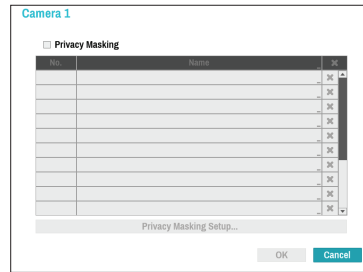 Camera 1
Privacy Masking
No. Name
Privacy Masking Setup...
OK Cancel